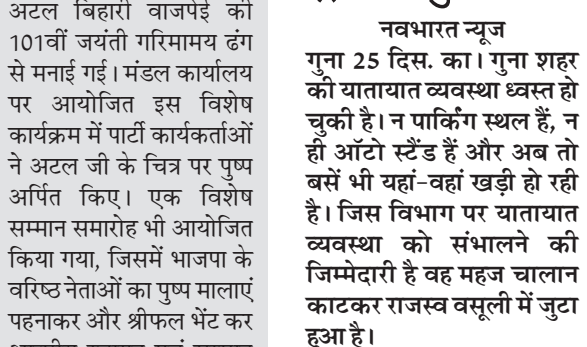 अटल बिहारी वाजपेई की
101वीं जयंती गरिमामय ढंग
से मनाई गई। मंडल कार्यालय
पर आयोजित इस विशेष
कार्यक्रम में पार्टी कार्यकर्ताओं
ने अटल जी के चित्र पर पुष्प
अर्पित किए। एक विशेष
सम्मान समारोह भी आयोजित
किया गया, जिसमें भाजपा के
वरिष्ठ नेताओं का पुष्प मालाएं
पहनाकर और श्रीफल भेंट कर
नवभारत न्यूज
गुना 25 दिस. का। गुना शहर
की यातायात व्यवस्था ध्वस्त हो
चुकी है। न पार्किंग स्थल हैं, न
ही ऑटो स्टैंड हैं और अब तो
बसें भी यहां-वहां खड़ी हो रही
है। जिस विभाग पर यातायात
व्यवस्था को संभालने की
जिम्मेदारी है वह महज चालान
काटकर राजस्व वसूली में जुटा
हुआ है।